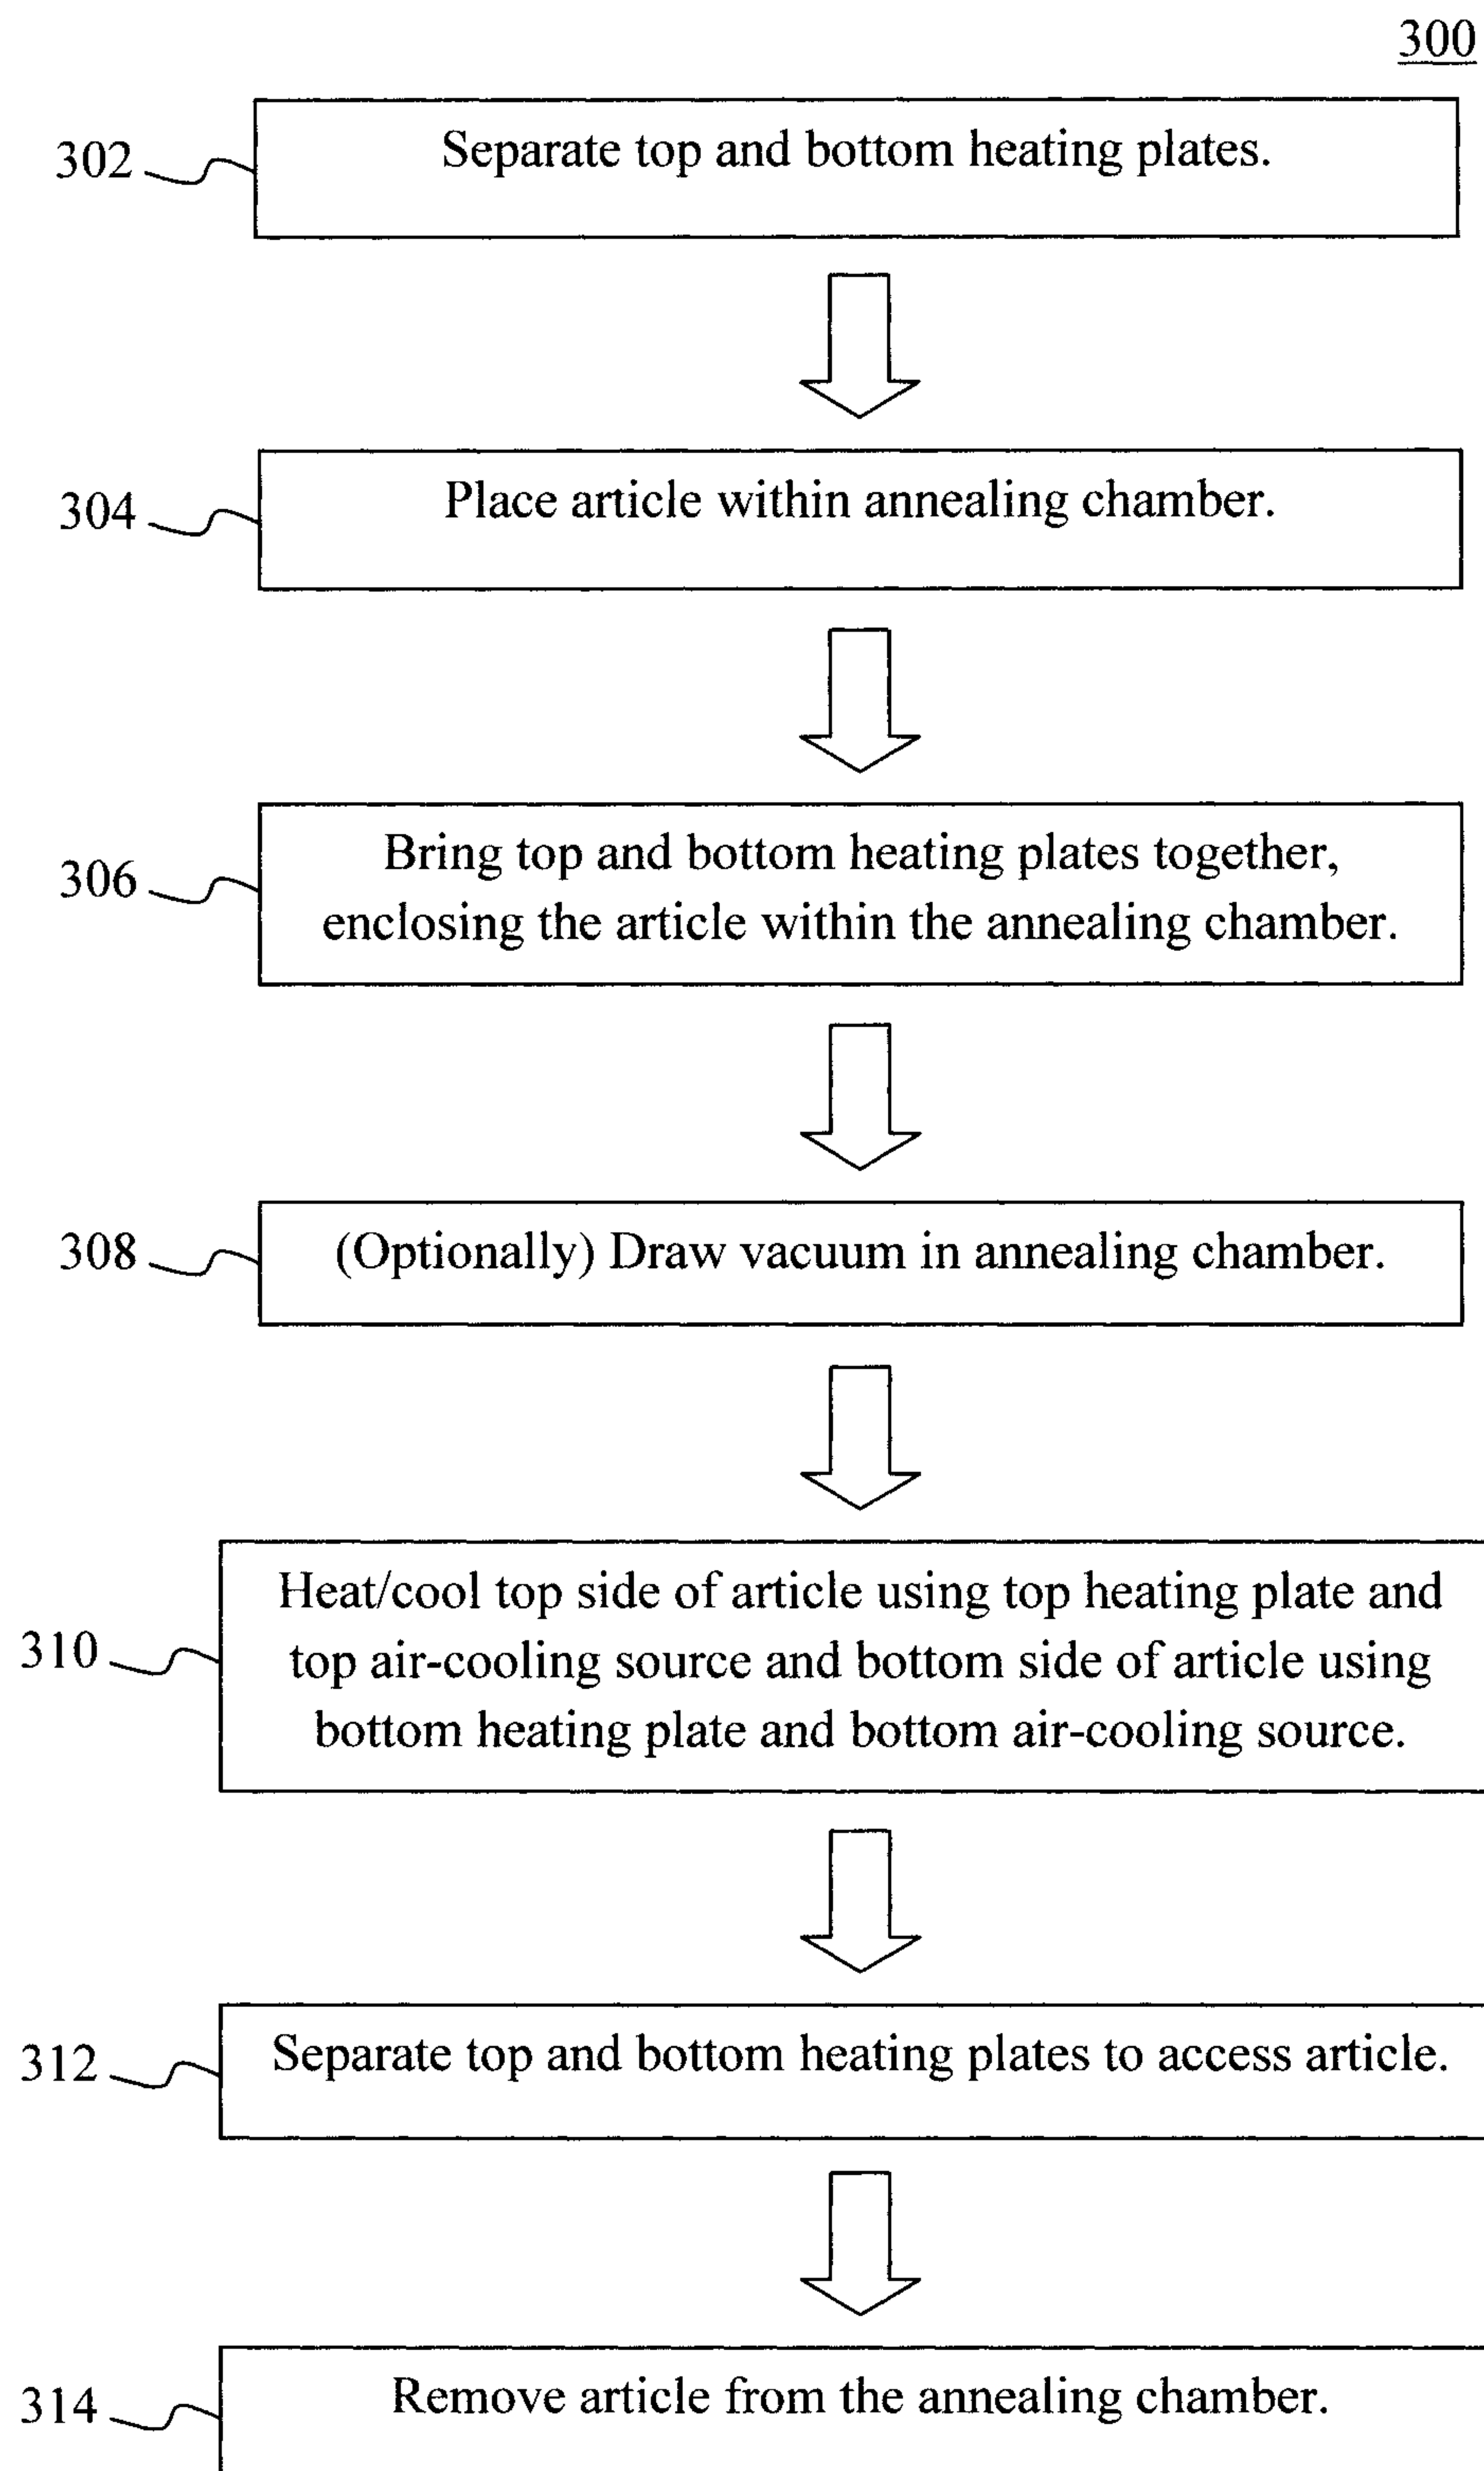 300
302
Separate top and bottom heating plates.
304
Place article within annealing chamber.
306
Bring top and bottom heating plates together,
enclosing the article within the annealing chamber.
308
(Optionally) Draw vacuum in annealing chamber.
310
Heat/cool top side of article using top heating plate and
top air-cooling source and bottom side of article using
bottom heating plate and bottom air-cooling source.
312
Separate top and bottom heating plates to access article.
314
Remove article from the annealing chamber.